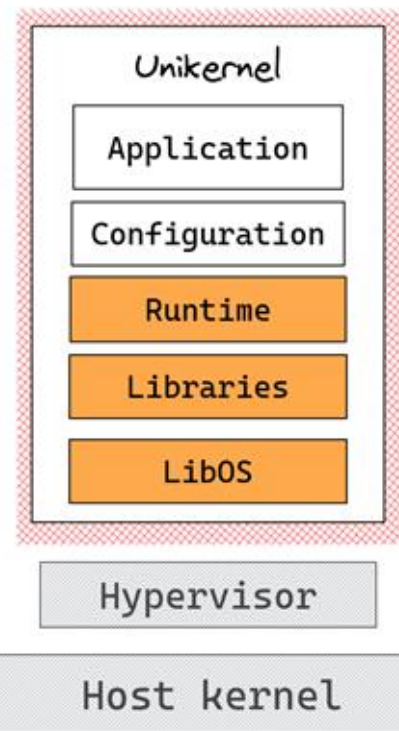 Unikernel
Application
Configuration
Runtime
Libraries
LibOS
Hypervisor
Host kernel